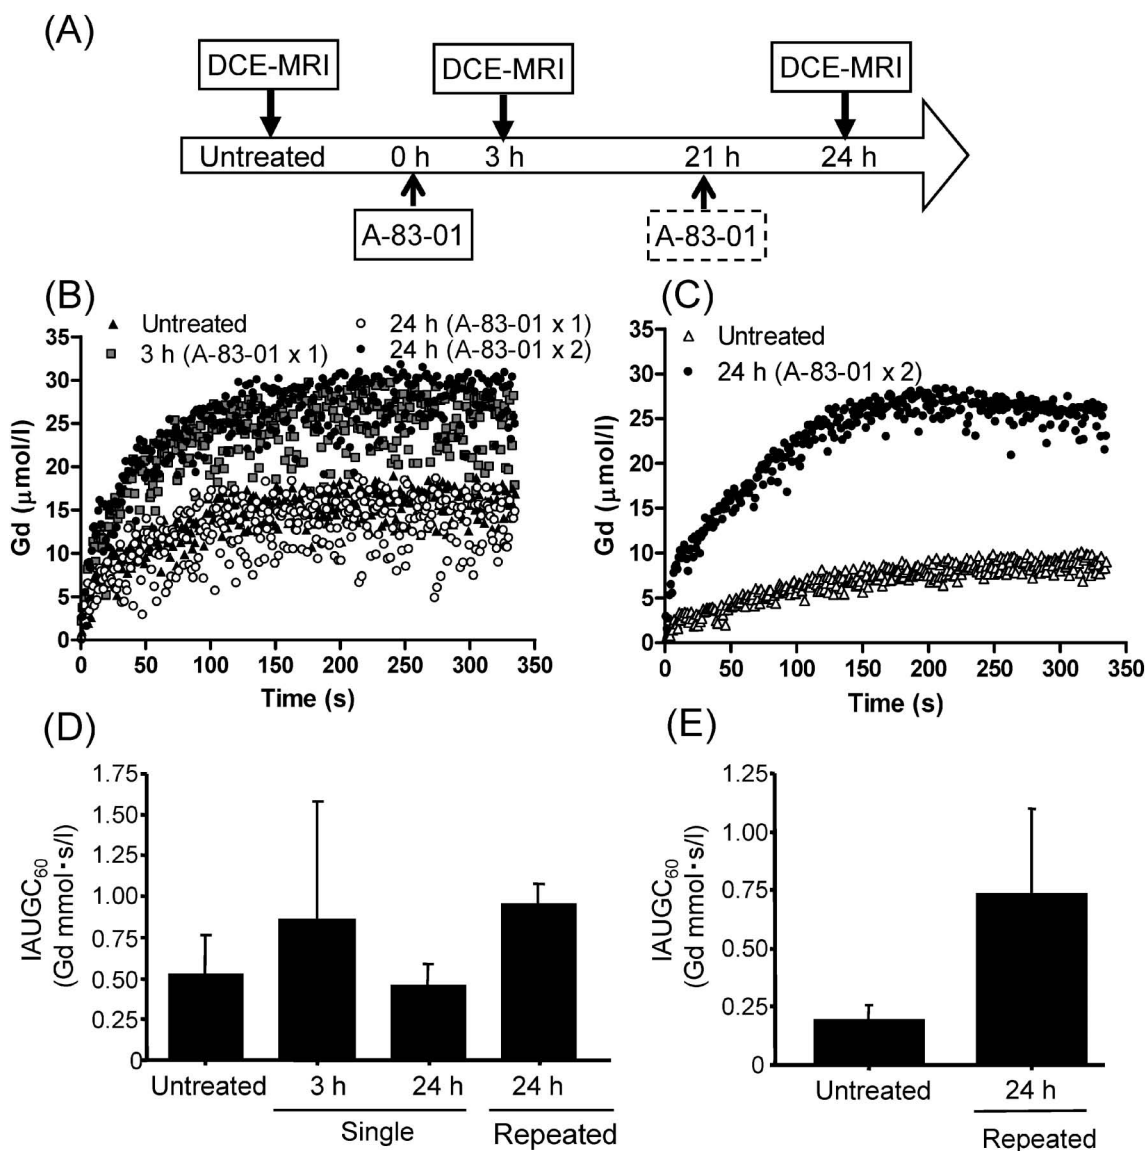 (A)
DCE-MRI DCE-MRI DCE-MRI
Untreated 0 h 3 h 21 h 24 h
A-83-01 A-83-01
(B)
▲ Untreated
■ 3 h (A-83-01 x 1)
○ 24 h (A-83-01 x 1)
● 24 h (A-83-01 x 2)
Gd (μmol/l)
35
30
25
20
15
10
5
0
0 50 100 150 200 250 300 350
Time (s)
(C)
△ Untreated
● 24 h (A-83-01 x 2)
Gd (μmol/l)
35
30
25
20
15
10
5
0
0 50 100 150 200 250 300 350
Time (s)
(D)
IAUGC₆₀
(Gd mmol·s/l)
1.75
1.50
1.25
1.00
0.75
0.50
0.25
0
Untreated 3 h 24 h 24 h
Single Repeated
(E)
IAUGC₆₀
(Gd mmol·s/l)
1.25
1.00
0.75
0.50
0.25
0
Untreated 24 h
Repeated